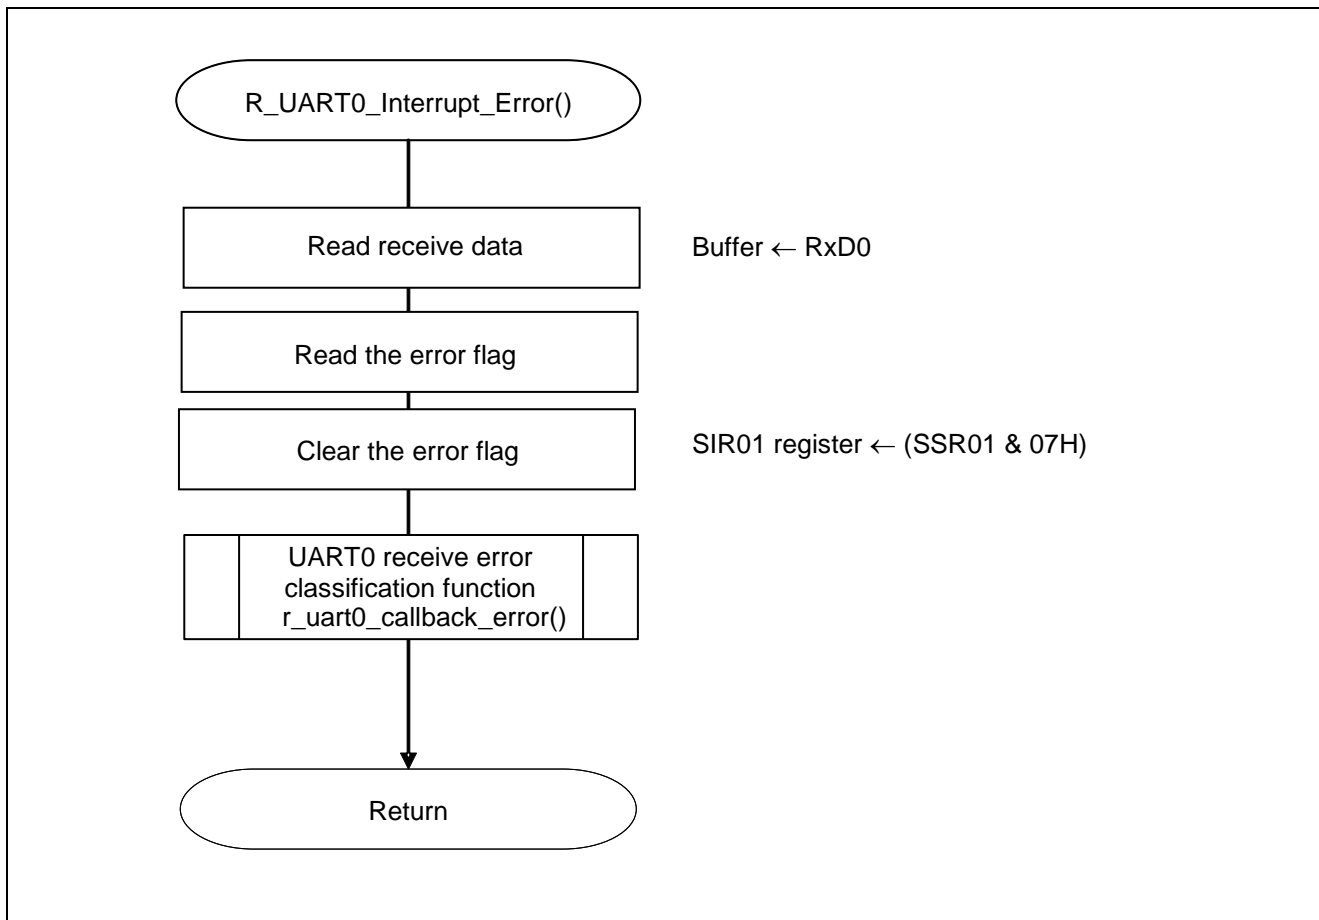 R_UART0_Interrupt_Error()
Read receive data
Buffer ← RxD0
Read the error flag
Clear the error flag
SIR01 register ← (SSR01 & 07H)
UART0 receive error
classification function
r_uart0_callback_error()
Return